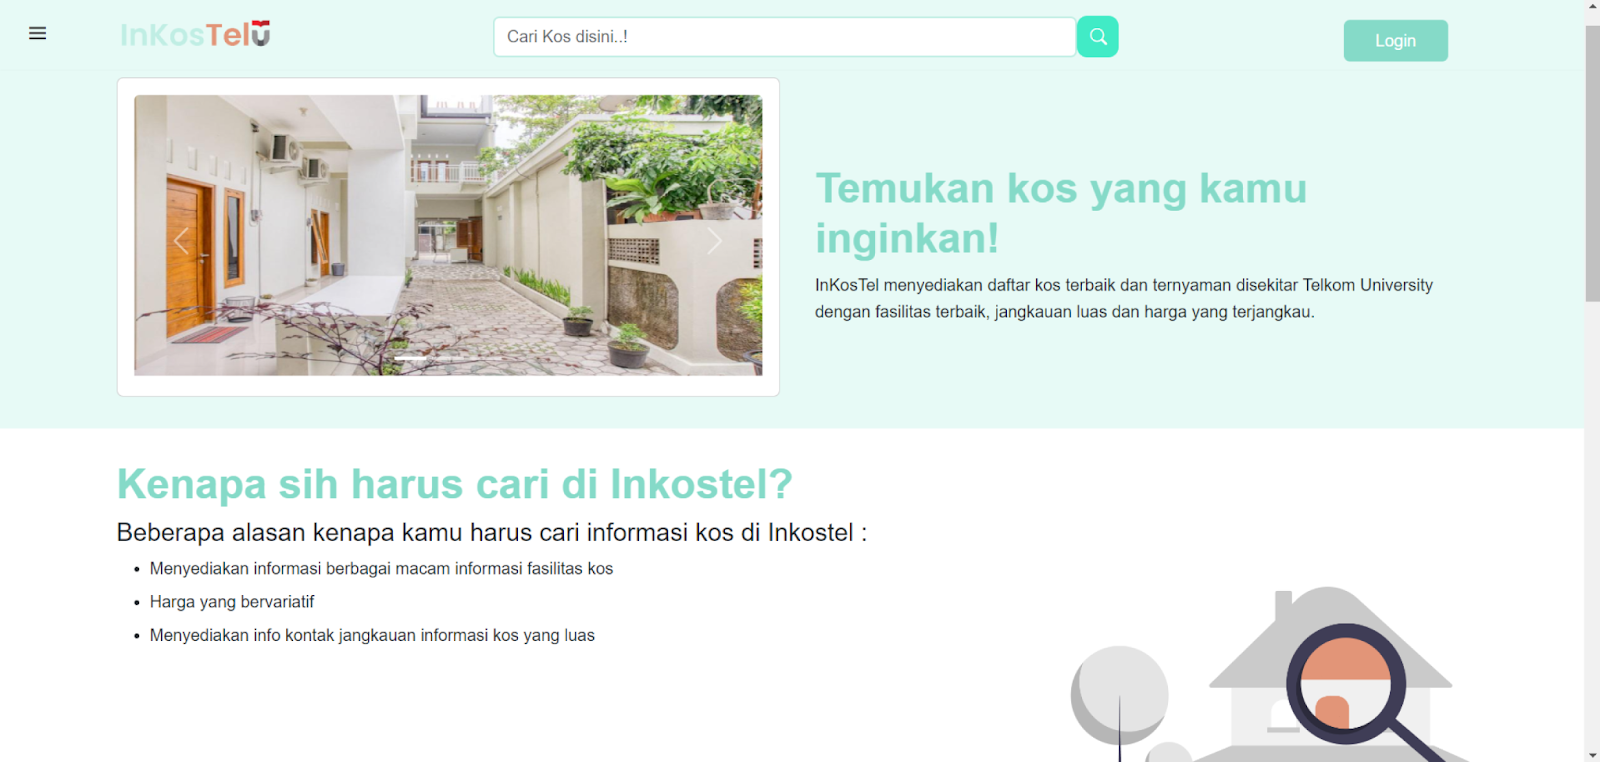 InKosTelU
Cari Kos disini..!
Login
Temukan kos yang kamu
inginkan!
InKosTel menyediakan daftar kos terbaik dan ternyaman disekitar Telkom University
dengan fasilitas terbaik, jangkauan luas dan harga yang terjangkau.
Kenapa sih harus cari di Inkostel?
Beberapa alasan kenapa kamu harus cari informasi kos di Inkostel :
Menyediakan informasi berbagai macam informasi fasilitas kos
Harga yang bervariatif
Menyediakan info kontak jangkauan informasi kos yang luas